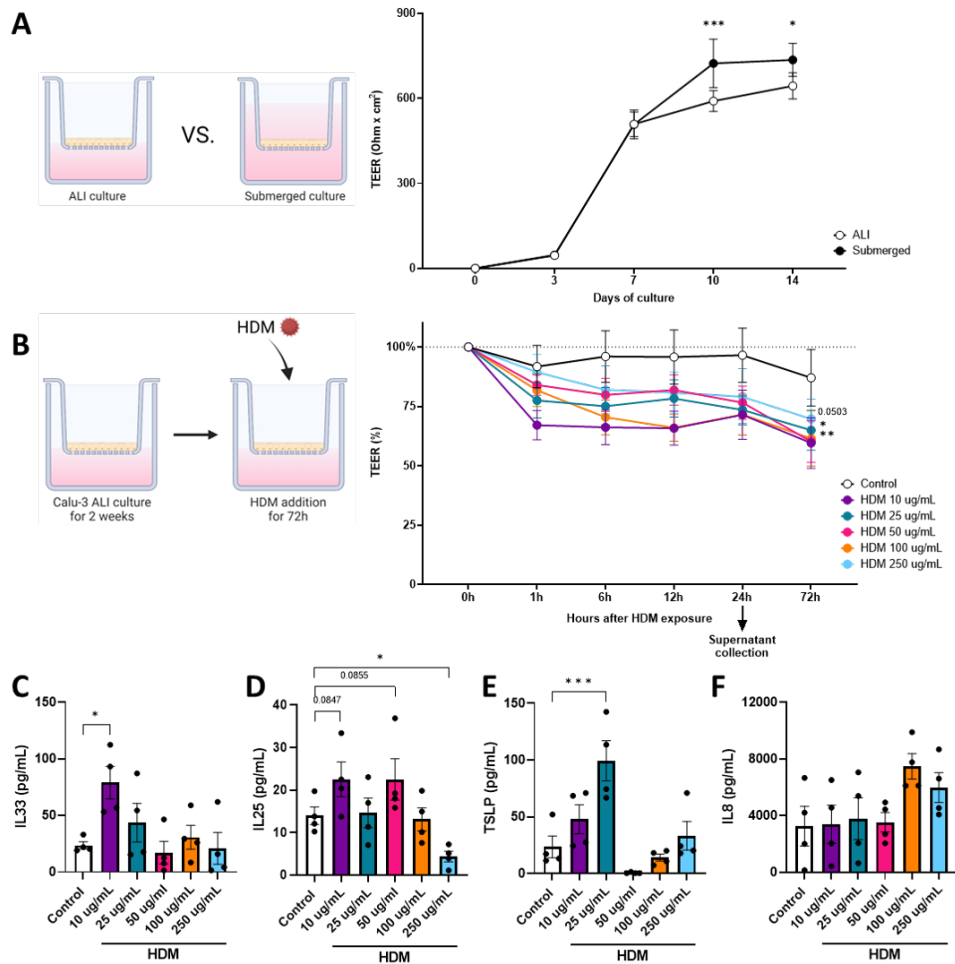 A
VS.
ALI culture
Submerged culture
TEER (Ohm x cm²)
900
600
300
0
***
*
0
3
7
10
14
Days of culture
ALI
Submerged
B
HDM
Calu-3 ALI culture
for 2 weeks
HDM addition
for 72h
TEER (%)
100%
75
50
25
0
0.0503
*
**
0h
1h
6h
12h
24h
72h
Hours after HDM exposure
Supernatant
collection
Control
HDM 10 ug/mL
HDM 25 ug/mL
HDM 50 ug/mL
HDM 100 ug/mL
HDM 250 ug/mL
C
IL33 (pg/mL)
150
100
50
0
*
Control
10 ug/mL
25 ug/mL
50 ug/ml
100 ug/mL
250 ug/mL
HDM
D
IL25 (pg/mL)
40
30
20
10
0
*
0.0855
0.0847
Control
10 ug/mL
25 ug/mL
50 ug/ml
100 ug/mL
250 ug/mL
HDM
E
TSLP (pg/mL)
150
100
50
0
***
Control
10 ug/mL
25 ug/mL
50 ug/ml
100 ug/mL
250 ug/mL
HDM
F
IL8 (pg/mL)
12000
8000
4000
0
Control
10 ug/mL
25 ug/mL
50 ug/ml
100 ug/mL
250 ug/mL
HDM